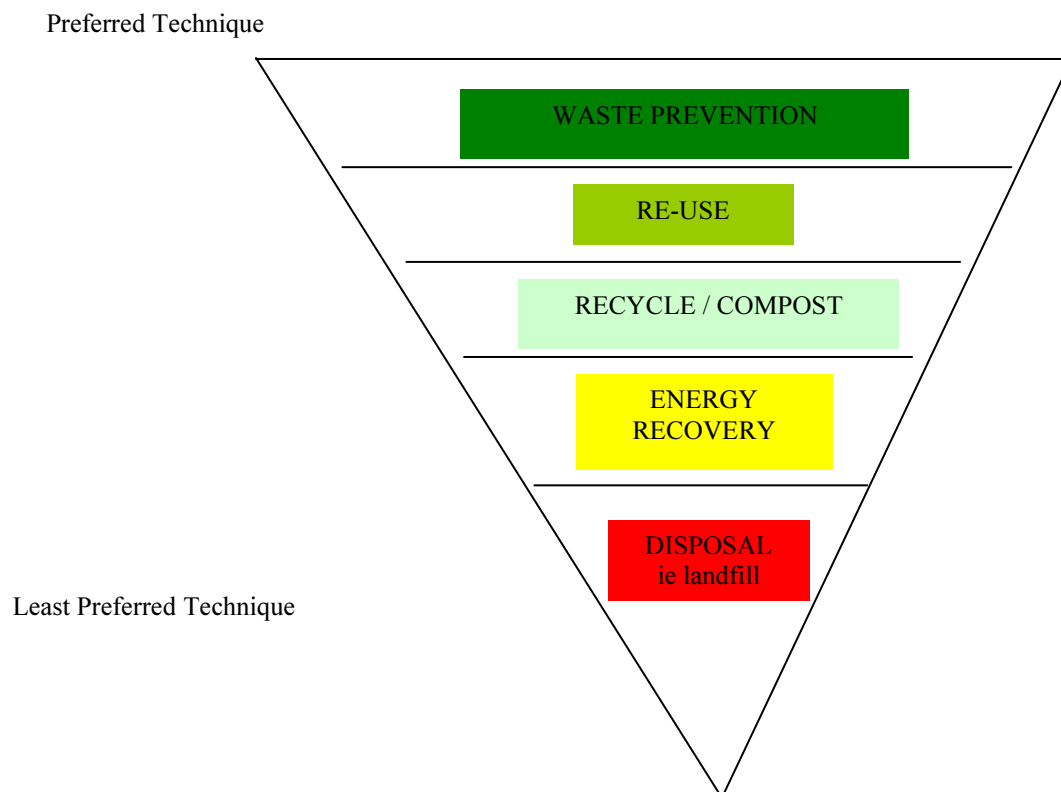 Preferred Technique
WASTE PREVENTION
RE-USE
RECYCLE / COMPOST
ENERGY
RECOVERY
DISPOSAL
ie landfill
Least Preferred Technique